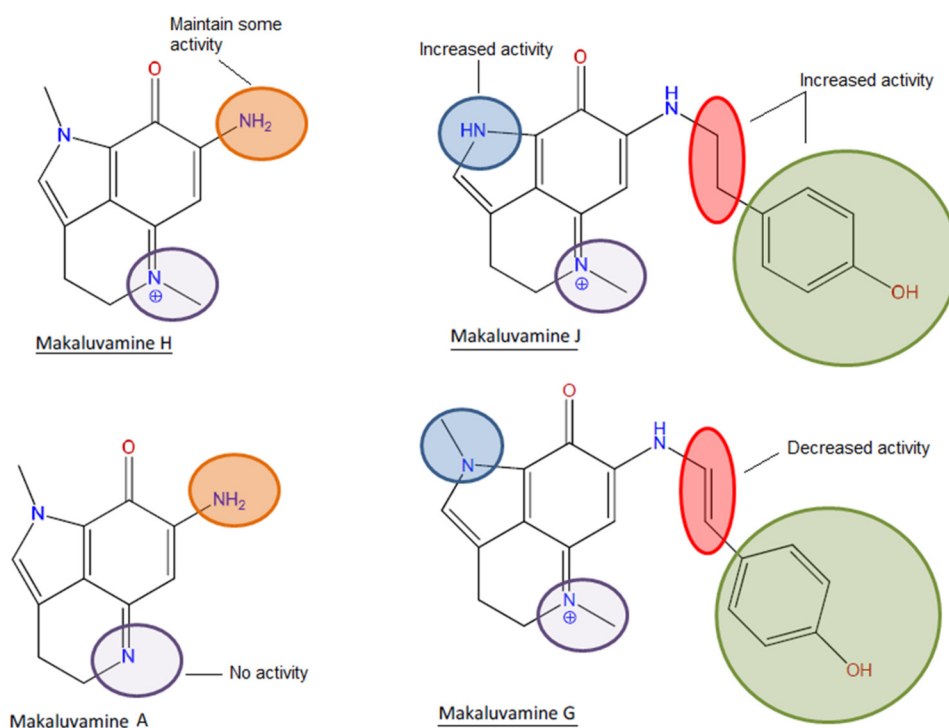 Maintain some
activity
O
NH₂
N
N
⊕
Makaluvamine H
Increased activity
Increased activity
O
H
N
HN
N
⊕
OH
Makaluvamine J
O
NH₂
N
N
No activity
Makaluvamine A
O
H
N
N
Decreased activity
N
⊕
OH
Makaluvamine G